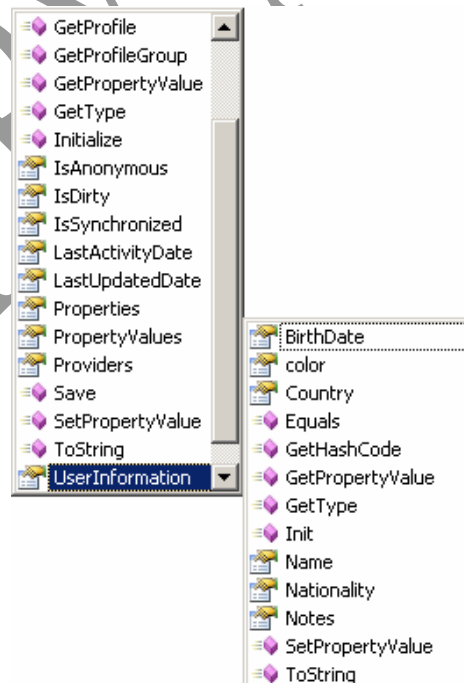 GetProfile
GetProfileGroup
GetPropertyValue
GetType
Initialize
IsAnonymous
IsDirty
IsSynchronized
LastActivityDate
LastUpdatedDate
Properties
PropertyValues
Providers
Save
SetPropertyValue
ToString
UserInformation
BirthDate
color
Country
Equals
GetHashCode
GetPropertyValue
GetType
Init
Name
Nationality
Notes
SetPropertyValue
ToString